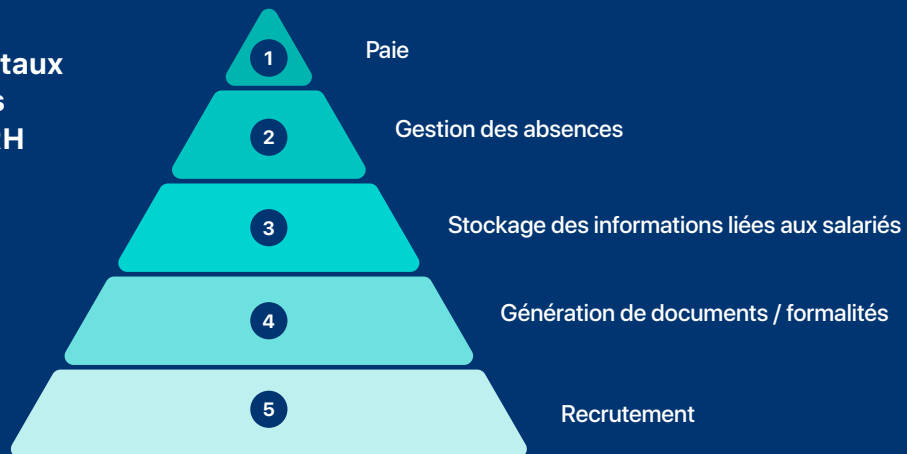 taux
s
RH
1
Paie
2
Gestion des absences
3
Stockage des informations liées aux salariés
4
Génération de documents / formalités
5
Recrutement